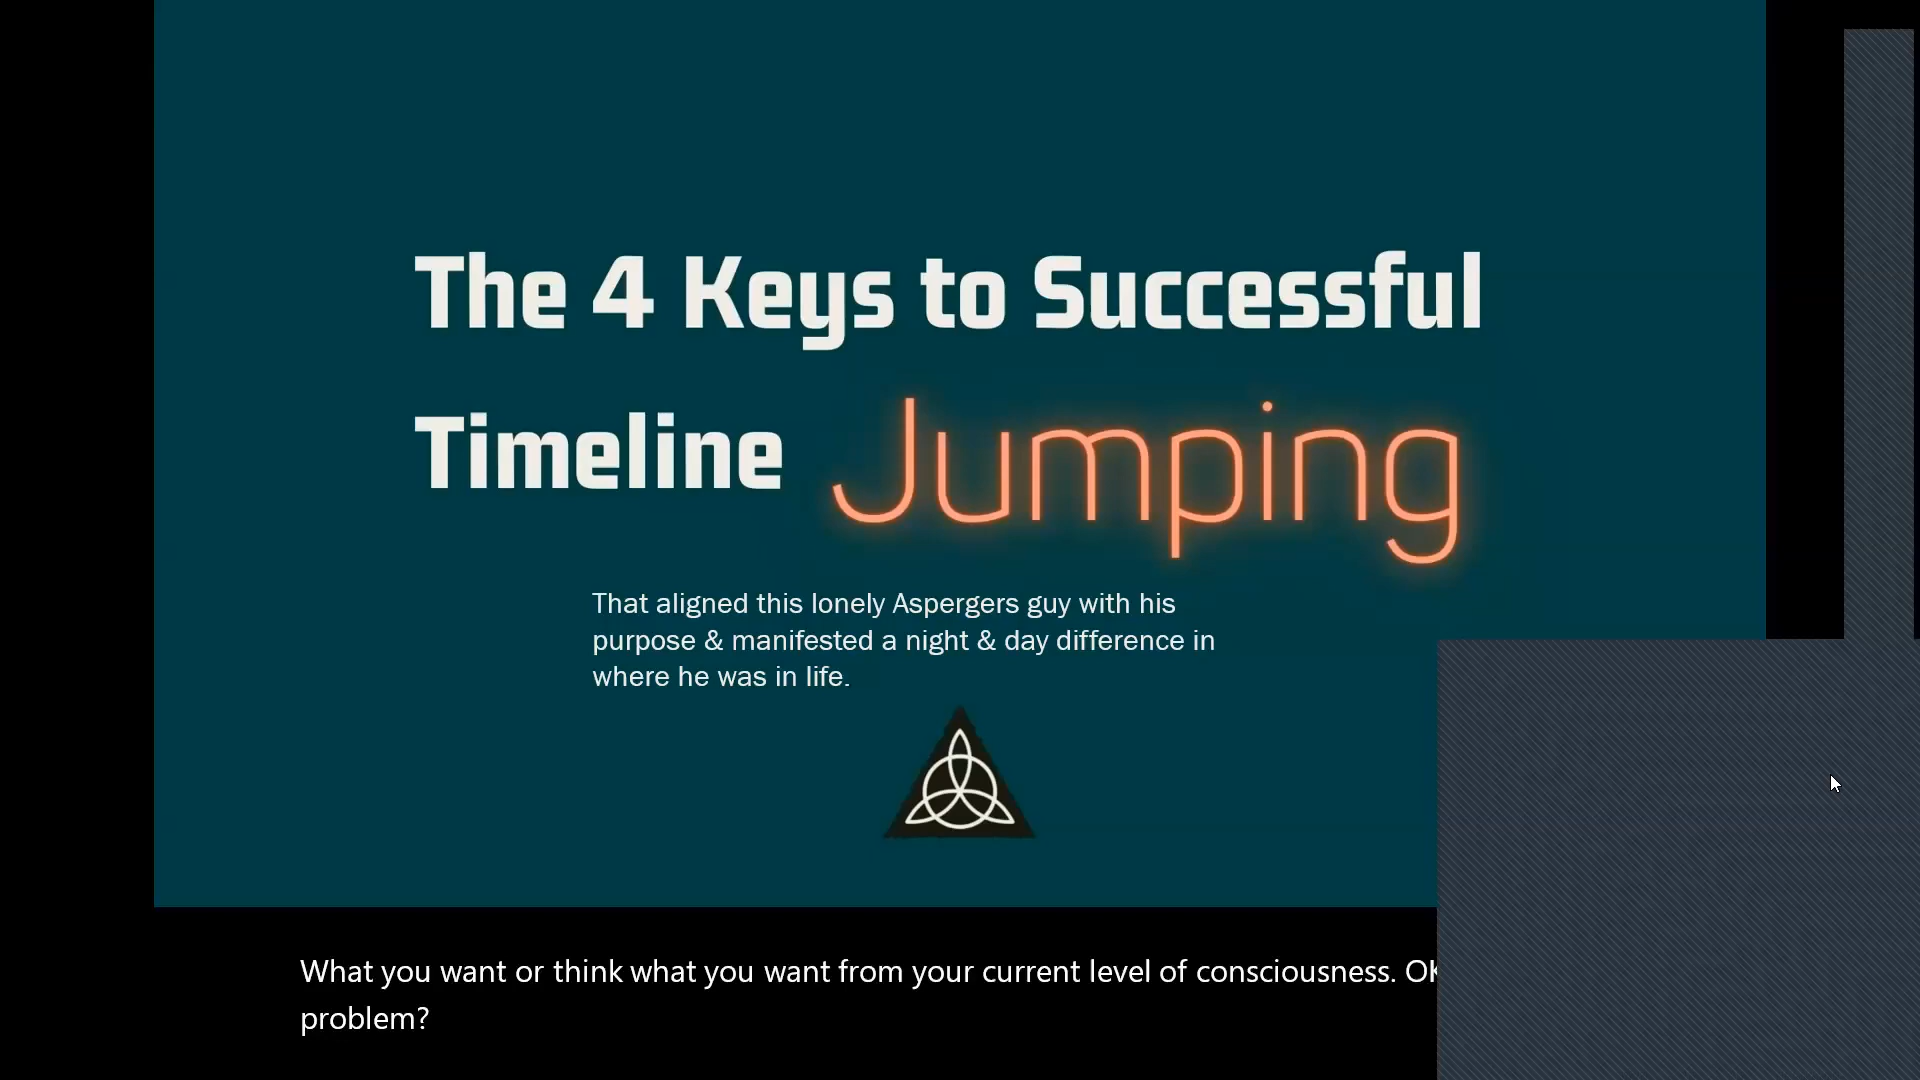 The 4 Keys to Successful
Timeline Jumping
That aligned this lonely Aspergers guy with his
purpose & manifested a night & day difference in
where he was in life.
What you want or think what you want from your current level of consciousness.
problem?